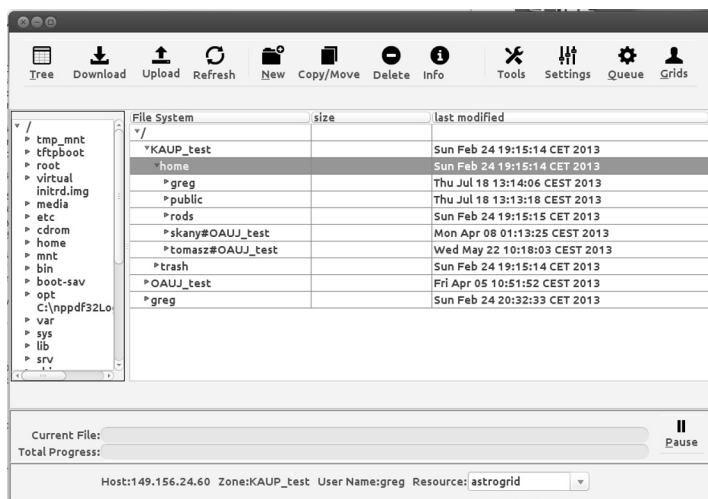 Tree Download Upload Refresh New Copy/Move Delete Info Tools Settings Queue Grids
File System size last modified
/
KAUP_test Sun Feb 24 19:15:14 CET 2013
home Sun Feb 24 19:15:14 CET 2013
greg Thu Jul 18 13:14:06 CEST 2013
public Thu Jul 18 13:13:18 CEST 2013
rods Sun Feb 24 19:15:15 CET 2013
skany#OAUJ_test Mon Apr 08 01:13:25 CEST 2013
tomasz#OAUJ_test Wed May 22 10:18:03 CEST 2013
trash Sun Feb 24 19:15:14 CET 2013
OAUJ_test Fri Apr 05 10:51:52 CEST 2013
greg Sun Feb 24 20:32:33 CET 2013
/
tmp_mnt
tftpboot
root
virtual
initrd.img
media
etc
cdrom
home
mnt
bin
boot-sav
opt
C:\nppdf32Lo
var
sys
lib
srv
Current File:
Total Progress:
Pause
Host:149.156.24.60 Zone:KAUP_test User Name:greg Resource: astrogrid